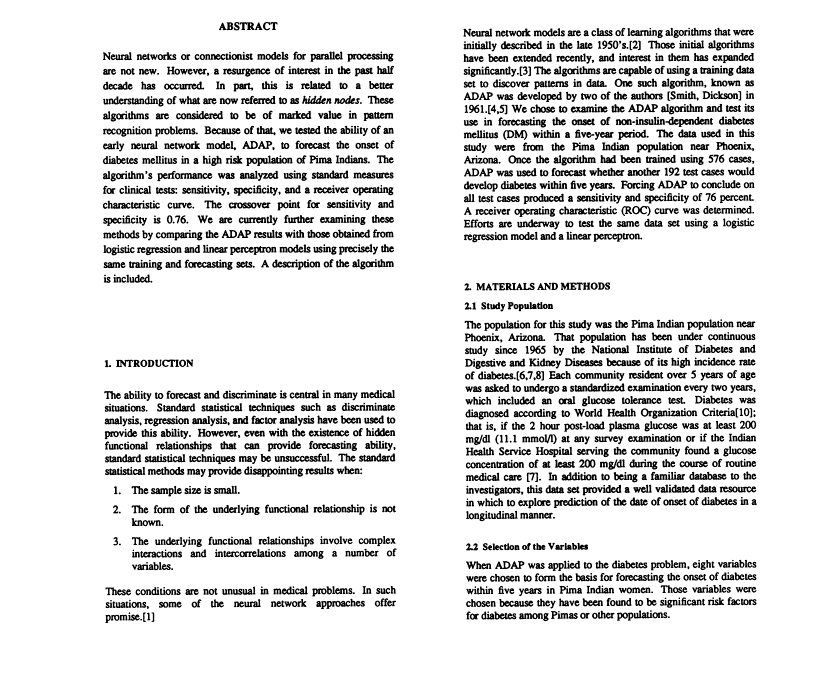 ABSTRACT
Neural networks or connectionist models for parallel processing
are not new. However, a resurgence of interest in the past half
decade has occurred. In part, this is related to a better
understanding of what are now referred to as hidden nodes. These
algorithms are considered to be of marked value in pattern
recognition problems. Because of that, we tested the ability of an
early neural network model, ADAP, to forecast the onset of
diabetes mellitus in a high risk population of Pima Indians. The
algorithm's performance was analyzed using standard measures
for clinical tests: sensitivity, specificity, and a receiver operating
characteristic curve. The crossover point for sensitivity and
specificity is 0.76. We are currently further examining these
methods by comparing the ADAP results with those obtained from
logistic regression and linear perceptron models using precisely the
same training and forecasting sets. A description of the algorithm
is included.
1. INTRODUCTION
The ability to forecast and discriminate is central in many medical
situations. Standard statistical techniques such as discriminate
analysis, regression analysis, and factor analysis have been used to
provide this ability. However, even with the existence of hidden
functional relationships that can provide forecasting ability,
standard statistical techniques may be unsuccessful. The standard
statistical methods may provide disappointing results when:
1. The sample size is small.
2. The form of the underlying functional relationship is not
known.
3. The underlying functional relationships involve complex
interactions and intercorrelations among a number of
variables.
These conditions are not unusual in medical problems. In such
situations, some of the neural network approaches offer
promise.[1]
Neural network models are a class of learning algorithms that were
initially described in the late 1950's.[2] Those initial algorithms
have been extended recently, and interest in them has expanded
significantly.[3] The algorithms are capable of using a training data
set to discover patterns in data. One such algorithm, known as
ADAP was developed by two of the authors [Smith, Dickson] in
1961.[4,5] We chose to examine the ADAP algorithm and test its
use in forecasting the onset of non-insulin-dependent diabetes
mellitus (DM) within a five-year period. The data used in this
study were from the Pima Indian population near Phoenix,
Arizona. Once the algorithm had been trained using 576 cases,
ADAP was used to forecast whether another 192 test cases would
develop diabetes within five years. Forcing ADAP to conclude on
all test cases produced a sensitivity and specificity of 76 percent.
A receiver operating characteristic (ROC) curve was determined.
Efforts are underway to test the same data set using a logistic
regression model and a linear perceptron.
2. MATERIALS AND METHODS
2.1 Study Population
The population for this study was the Pima Indian population near
Phoenix, Arizona. That population has been under continuous
study since 1965 by the National Institute of Diabetes and
Digestive and Kidney Diseases because of its high incidence rate
of diabetes.[6,7,8] Each community resident over 5 years of age
was asked to undergo a standardized examination every two years,
which included an oral glucose tolerance test. Diabetes was
diagnosed according to World Health Organization Criteria[10];
that is, if the 2 hour post-load plasma glucose was at least 200
mg/dl (11.1 mmol/l) at any survey examination or if the Indian
Health Service Hospital serving the community found a glucose
concentration of at least 200 mg/dl during the course of routine
medical care [7]. In addition to being a familiar database to the
investigators, this data set provided a well validated data resource
in which to explore prediction of the date of onset of diabetes in a
longitudinal manner.
2.2 Selection of the Variables
When ADAP was applied to the diabetes problem, eight variables
were chosen to form the basis for forecasting the onset of diabetes
within five years in Pima Indian women. Those variables were
chosen because they have been found to be significant risk factors
for diabetes among Pimas or other populations.